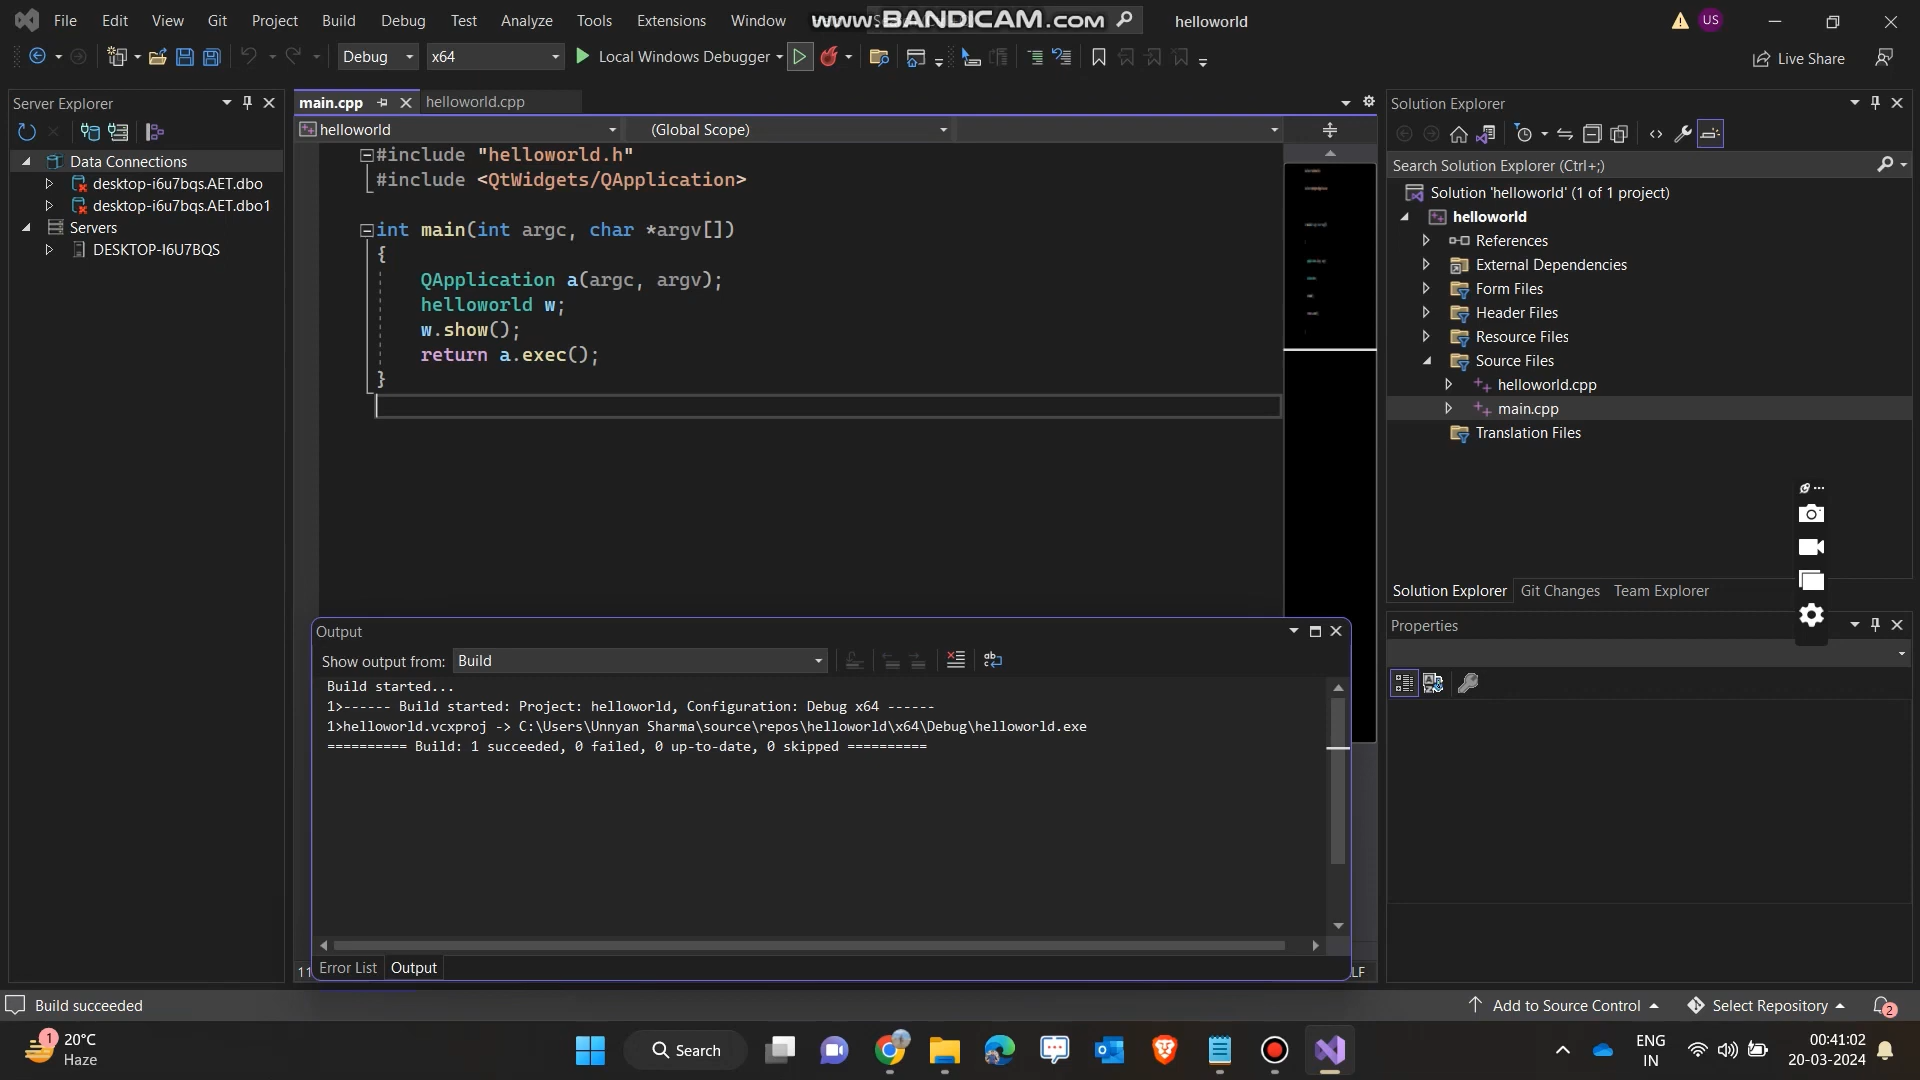 File Edit View Git Project Build Debug Test Analyze Tools Extensions Window
www.BANDICAM.com
helloworld
US
Debug x64 Local Windows Debugger
Live Share
Server Explorer
Data Connections
desktop-i6u7bqs.AET.dbo
desktop-i6u7bqs.AET.dbo1
Servers
DESKTOP-I6U7BQS
main.cpp helloworld.cpp
helloworld (Global Scope)
#include "helloworld.h"
#include <QtWidgets/QApplication>
int main(int argc, char *argv[])
{
QApplication a(argc, argv);
helloworld w;
w.show();
return a.exec();
}
Output
Show output from: Build
Build started...
1>------ Build started: Project: helloworld, Configuration: Debug x64 ------
1>helloworld.vcxproj -> C:\Users\Unnyan Sharma\source\repos\helloworld\x64\Debug\helloworld.exe
========== Build: 1 succeeded, 0 failed, 0 up-to-date, 0 skipped ==========
Error List Output
Solution Explorer
Search Solution Explorer (Ctrl+;)
Solution 'helloworld' (1 of 1 project)
helloworld
References
External Dependencies
Form Files
Header Files
Resource Files
Source Files
helloworld.cpp
main.cpp
Translation Files
Solution Explorer Git Changes Team Explorer
Properties
Build succeeded
Add to Source Control Select Repository 2
1 20°C
Haze
Search
ENG
IN
00:41:02
20-03-2024